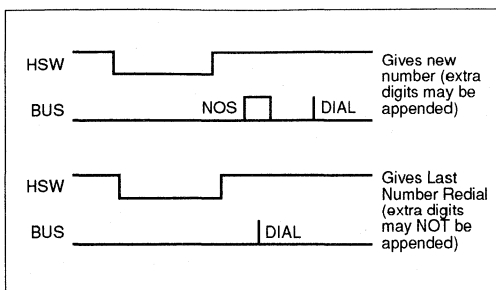 HSW
BUS
NOS
DIAL
Gives new
number (extra
digits may be
appended)
HSW
BUS
DIAL
Gives Last
Number Redial
(extra digits
may NOT be
appended)